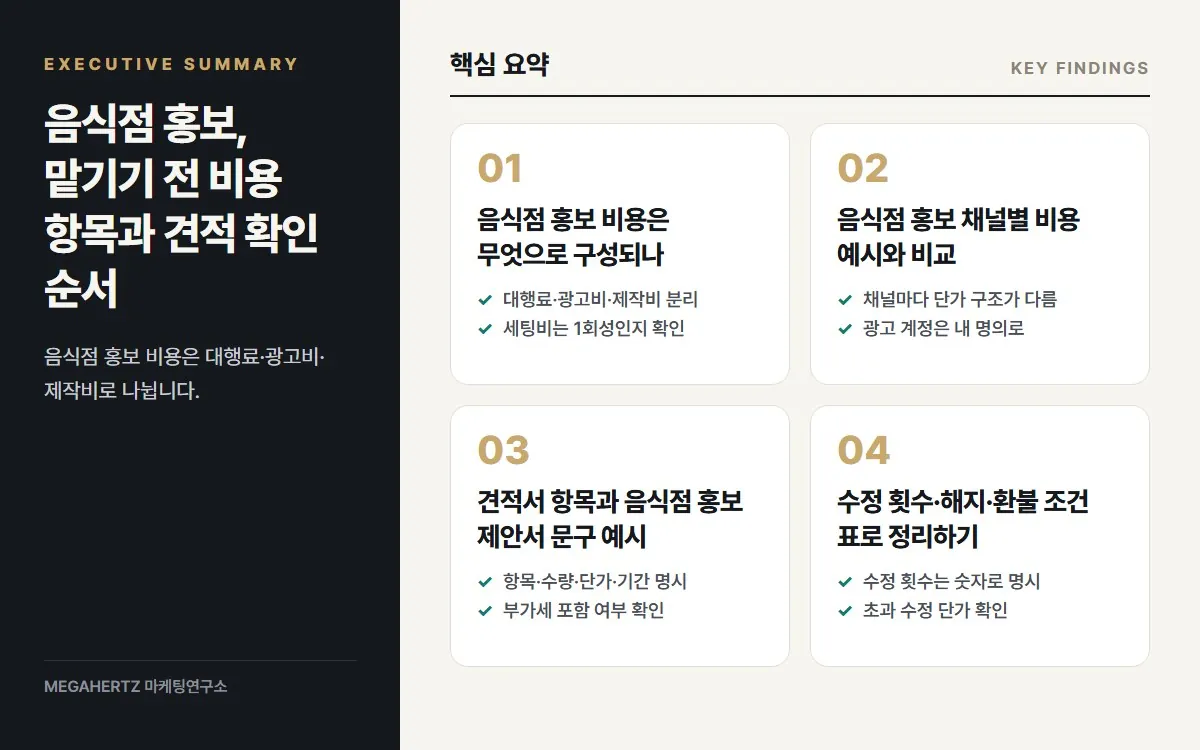 EXECUTIVE SUMMARY
음식점 홍보,
맡기기 전 비용
항목과 견적 확인
순서
음식점 홍보 비용은 대행료·광고비·
제작비로 나뉩니다.
MEGAHERTZ 마케팅연구소
핵심 요약
KEY FINDINGS
01
음식점 홍보 비용은
무엇으로 구성되나
대행료·광고비·제작비 분리
세팅비는 1회성인지 확인
02
음식점 홍보 채널별 비용
예시와 비교
채널마다 단가 구조가 다름
광고 계정은 내 명의로
03
견적서 항목과 음식점 홍보
제안서 문구 예시
항목·수량·단가·기간 명시
부가세 포함 여부 확인
04
수정 횟수·해지·환불 조건
표로 정리하기
수정 횟수는 숫자로 명시
초과 수정 단가 확인